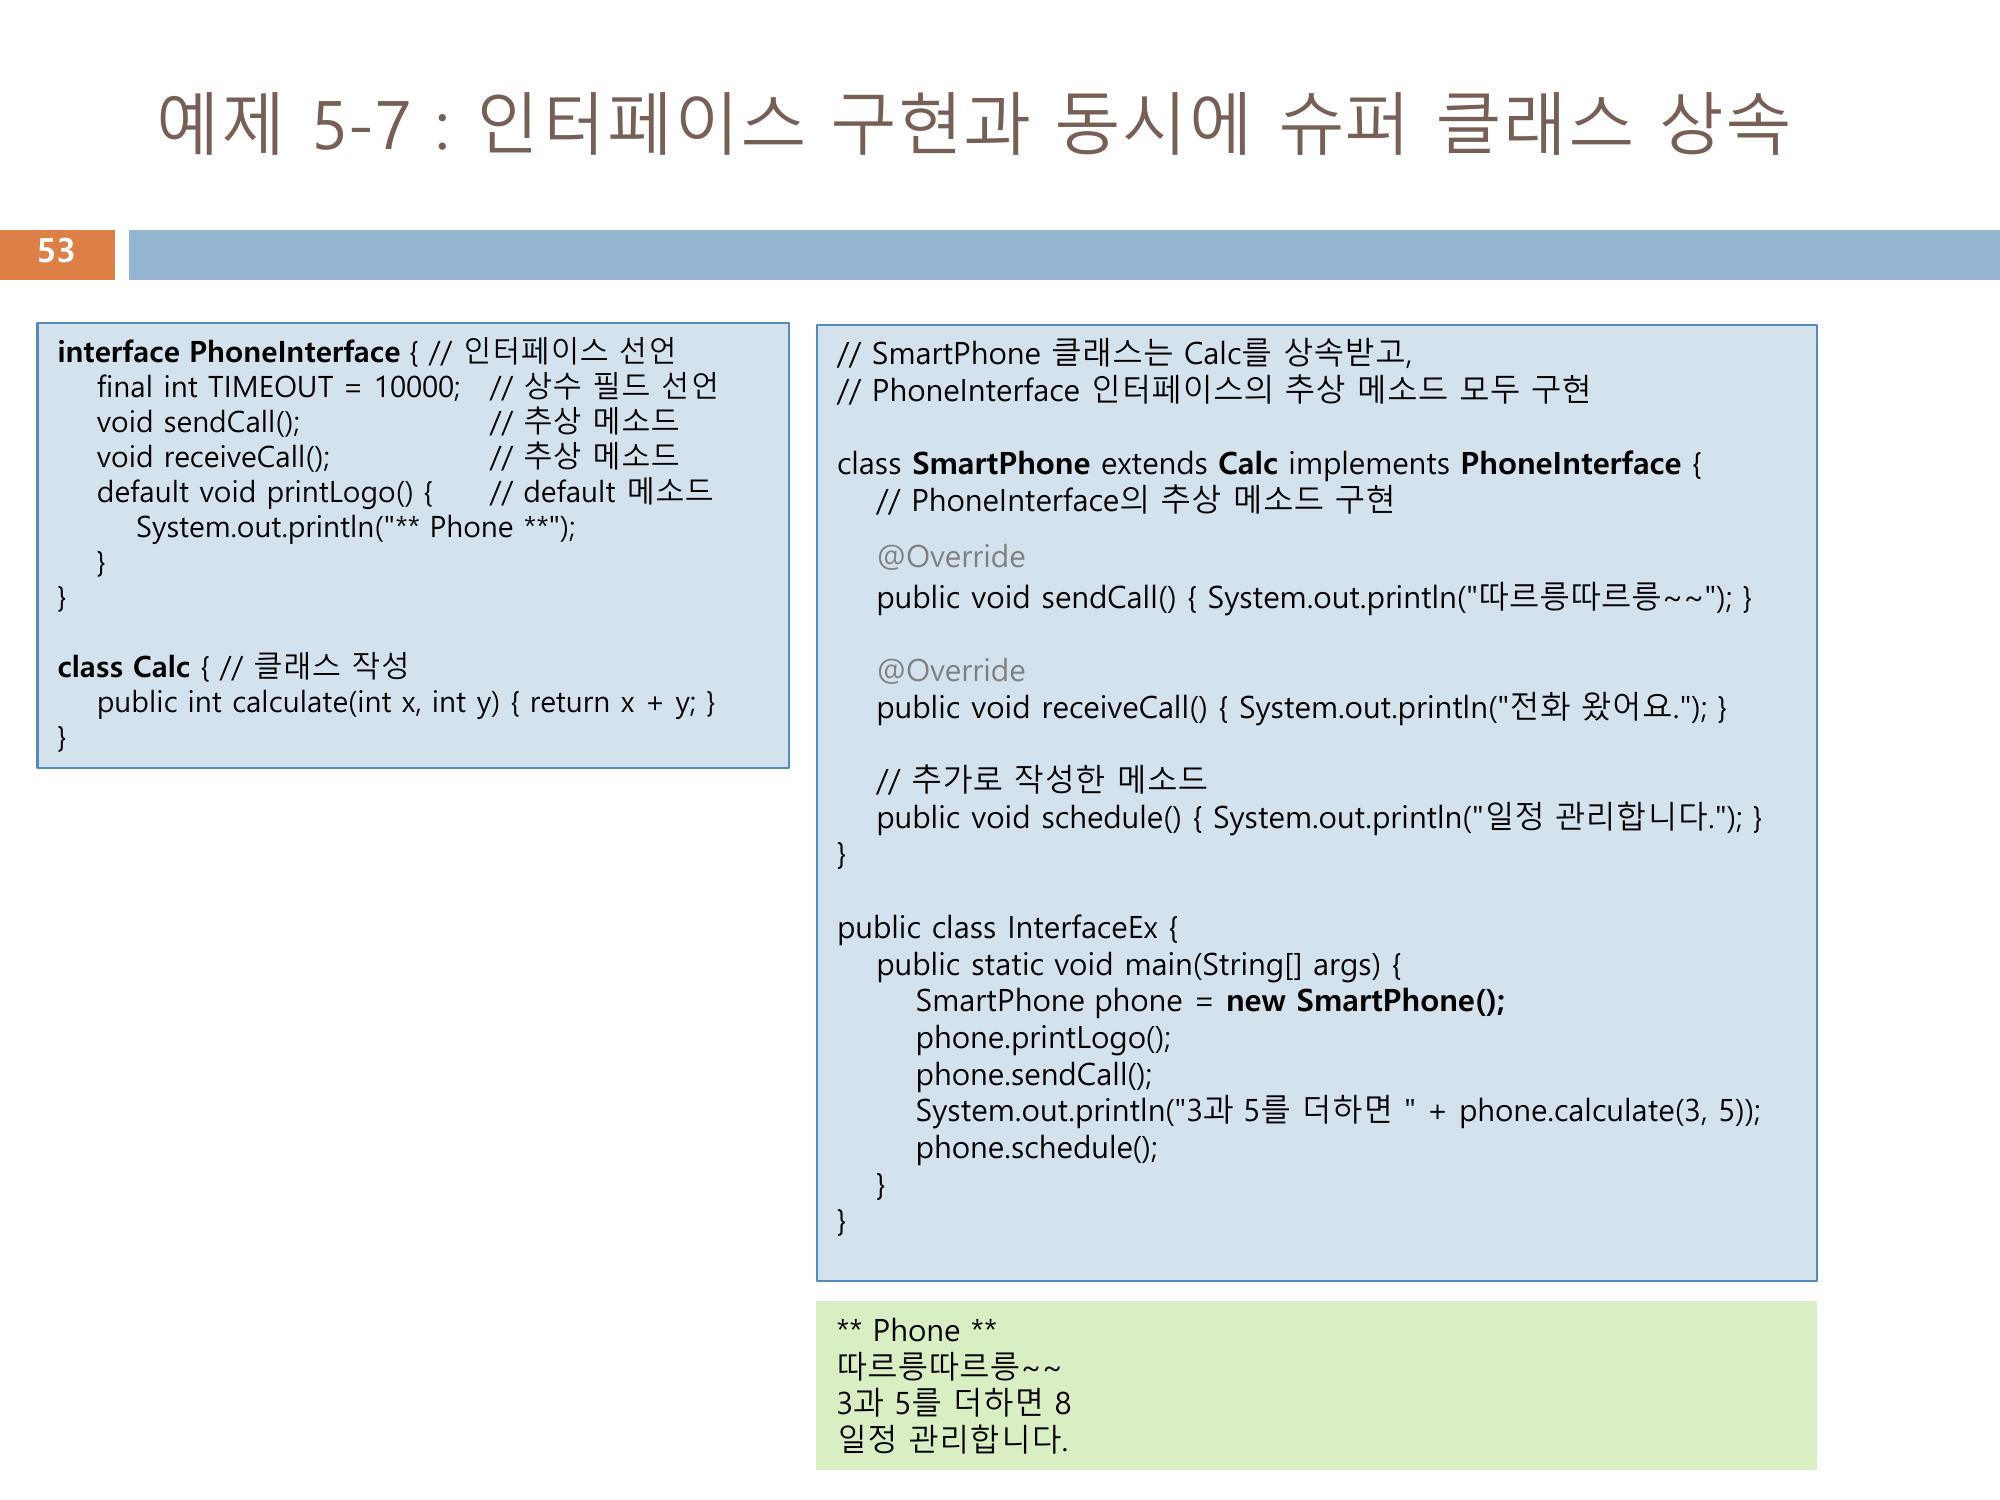 예제 5-7 : 인터페이스 구현과 동시에 슈퍼 클래스 상속
53
interface PhoneInterface { // 인터페이스 선언
final int TIMEOUT = 10000; // 상수 필드 선언
void sendCall(); // 추상 메소드
void receiveCall(); // 추상 메소드
default void printLogo() { // default 메소드
System.out.println("** Phone **");
}
}
class Calc { // 클래스 작성
public int calculate(int x, int y) { return x + y; }
}
// SmartPhone 클래스는 Calc를 상속받고,
// PhoneInterface 인터페이스의 추상 메소드 모두 구현
class SmartPhone extends Calc implements PhoneInterface {
// PhoneInterface의 추상 메소드 구현
@Override
public void sendCall() { System.out.println("따르릉따르릉~~"); }
@Override
public void receiveCall() { System.out.println("전화 왔어요."); }
// 추가로 작성한 메소드
public void schedule() { System.out.println("일정 관리합니다."); }
}
public class InterfaceEx {
public static void main(String[] args) {
SmartPhone phone = new SmartPhone();
phone.printLogo();
phone.sendCall();
System.out.println("3과 5를 더하면 " + phone.calculate(3, 5));
phone.schedule();
}
}
** Phone **
따르릉따르릉~~
3과 5를 더하면 8
일정 관리합니다.